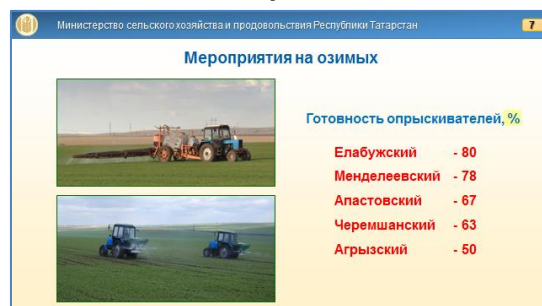 Министерство сельского хозяйства и продовольствия Республики Татарстан
7
Мероприятия на озимых
Готовность опрыскивателей, %
Елабужский - 80
Менделеевский - 78
Апастовский - 67
Черемшанский - 63
Агрызский - 50